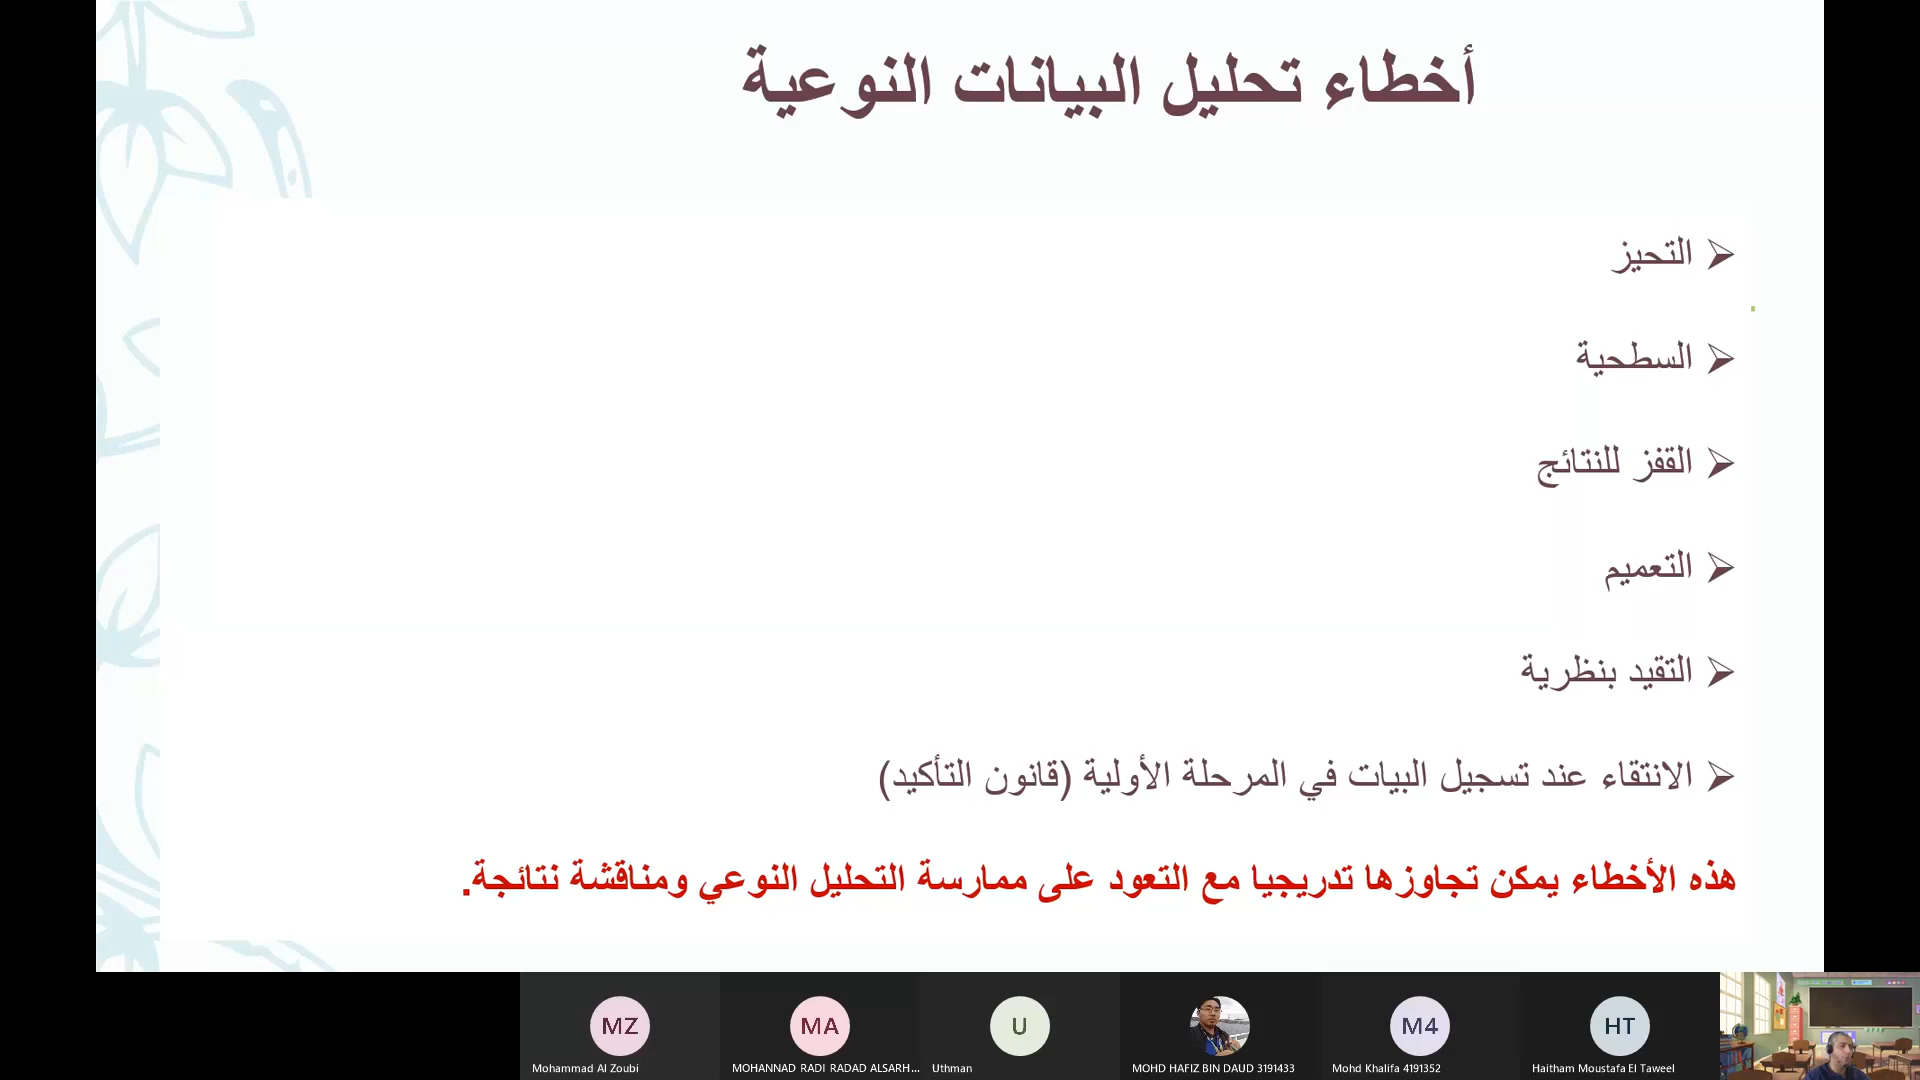 أخطاء تحليل البيانات النوعية
التحيز
السطحية
القفز للنتائج
التعميم
التقيد بنظرية
الانتقاء عند تسجيل البيات في المرحلة الأولية (قانون التأكيد)
هذه الأخطاء يمكن تجاوزها تدريجيا مع التعود على ممارسة التحليل النوعي ومناقشة نتائجة.
MZ
MA
U
M4
HT
Mohammad Al Zoubi
MOHANNAD RADI RADAD ALSARH...
Uthman
MOHD HAFIZ BIN DAUD 3191433
Mohd Khalifa 4191352
Haitham Moustafa El Taweel